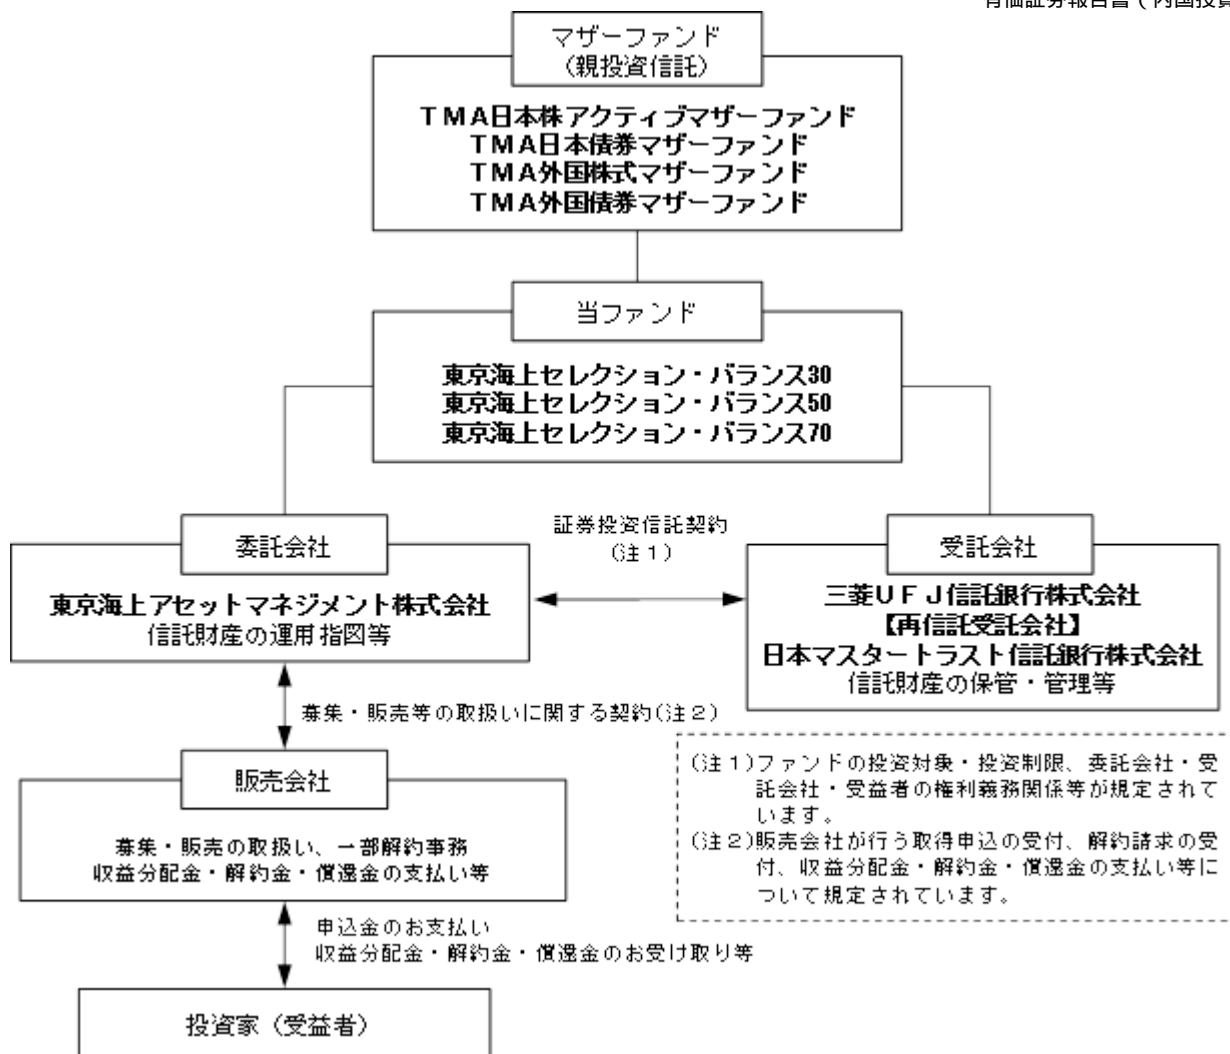 有価証券報告書（内国投資
マザーファンド
（親投資信託）
ＴＭＡ日本株アクティブマザーファンド
ＴＭＡ日本債券マザーファンド
ＴＭＡ外国株式マザーファンド
ＴＭＡ外国債券マザーファンド
当ファンド
東京海上セレクション・バランス30
東京海上セレクション・バランス50
東京海上セレクション・バランス70
委託会社
東京海上アセットマネジメント株式会社
信託財産の運用指図等
証券投資信託契約
(注１)
受託会社
三菱ＵＦＪ信託銀行株式会社
【再信託受託会社】
日本マスタートラスト信託銀行株式会社
信託財産の保管・管理等
募集・販売等の取扱いに関する契約(注２)
販売会社
募集・販売の取扱い、一部解約事務
収益分配金・解約金・償還金の支払い等
申込金のお支払い
収益分配金・解約金・償還金のお受け取り等
投資家（受益者）
(注１)ファンドの投資対象・投資制限、委託会社・受
託会社・受益者の権利義務関係等が規定されて
います。
(注２)販売会社が行う取得申込の受付、解約請求の受
付、収益分配金・解約金・償還金の支払い等に
ついて規定されています。